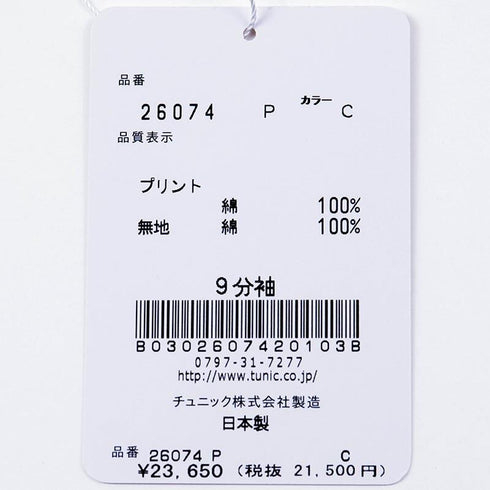 品番
26074 P カラー C
品質表示
プリント
綿 100%
無地 綿 100%
9分袖
B0302607420103B
0797-31-7277
http://www.tunic.co.jp/
チュニック株式会社製造
日本製
品番 26074 P C
¥23,650 (税抜 21,500円)